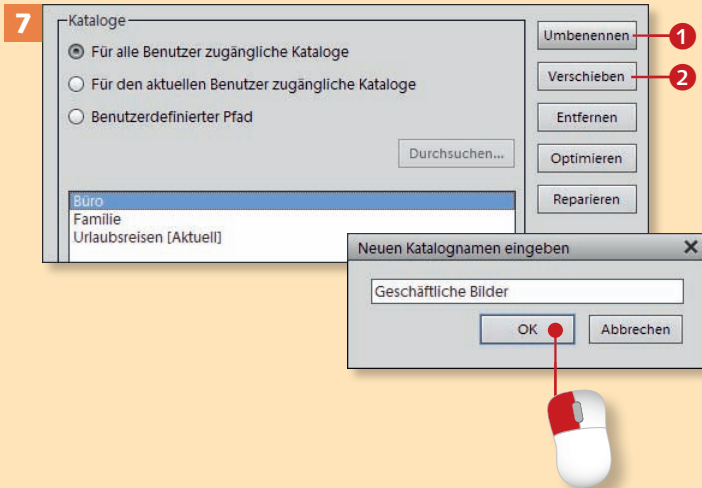 7
Kataloge
Für alle Benutzer zugängliche Kataloge
Für den aktuellen Benutzer zugängliche Kataloge
Benutzerdefinierter Pfad
Durchsuchen...
Büro
Familie
Urlaubsreisen [Aktuell]
Umbenennen
1
Verschieben
2
Entfernen
Optimieren
Reparieren
Neuen Katalognamen eingeben
Geschäftliche Bilder
OK
Abbrechen